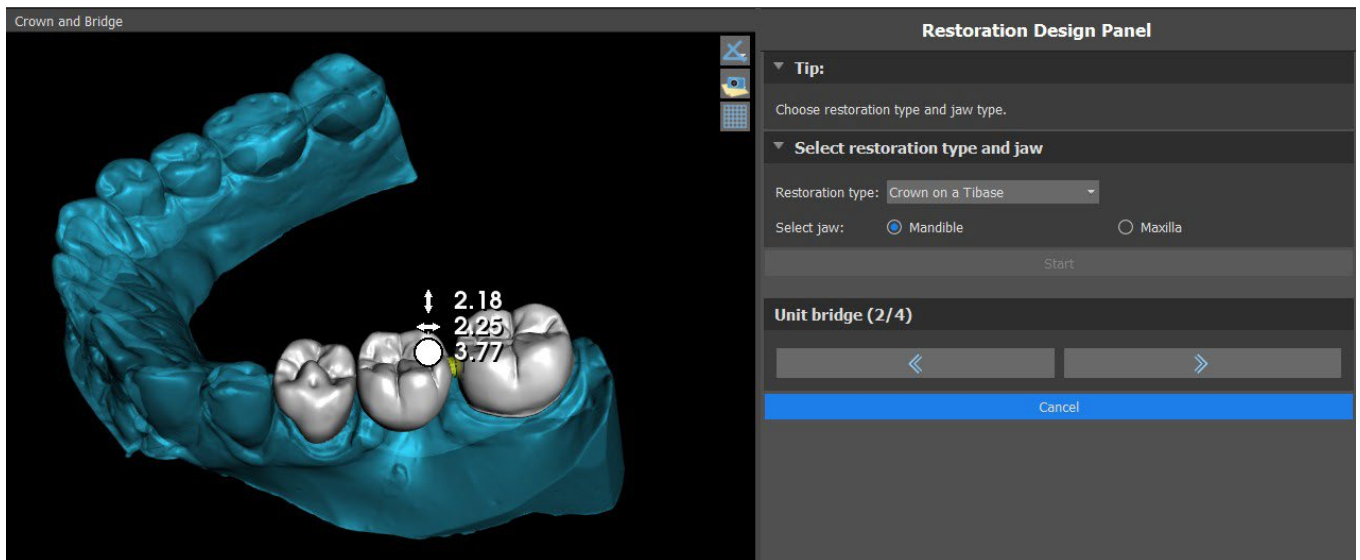 Crown and Bridge
2.18
2.25
3.77
Restoration Design Panel
Tip:
Choose restoration type and jaw type.
Select restoration type and jaw
Restoration type: Crown on a Tibase
Select jaw: Mandible Maxilla
Start
Unit bridge (2/4)
Cancel